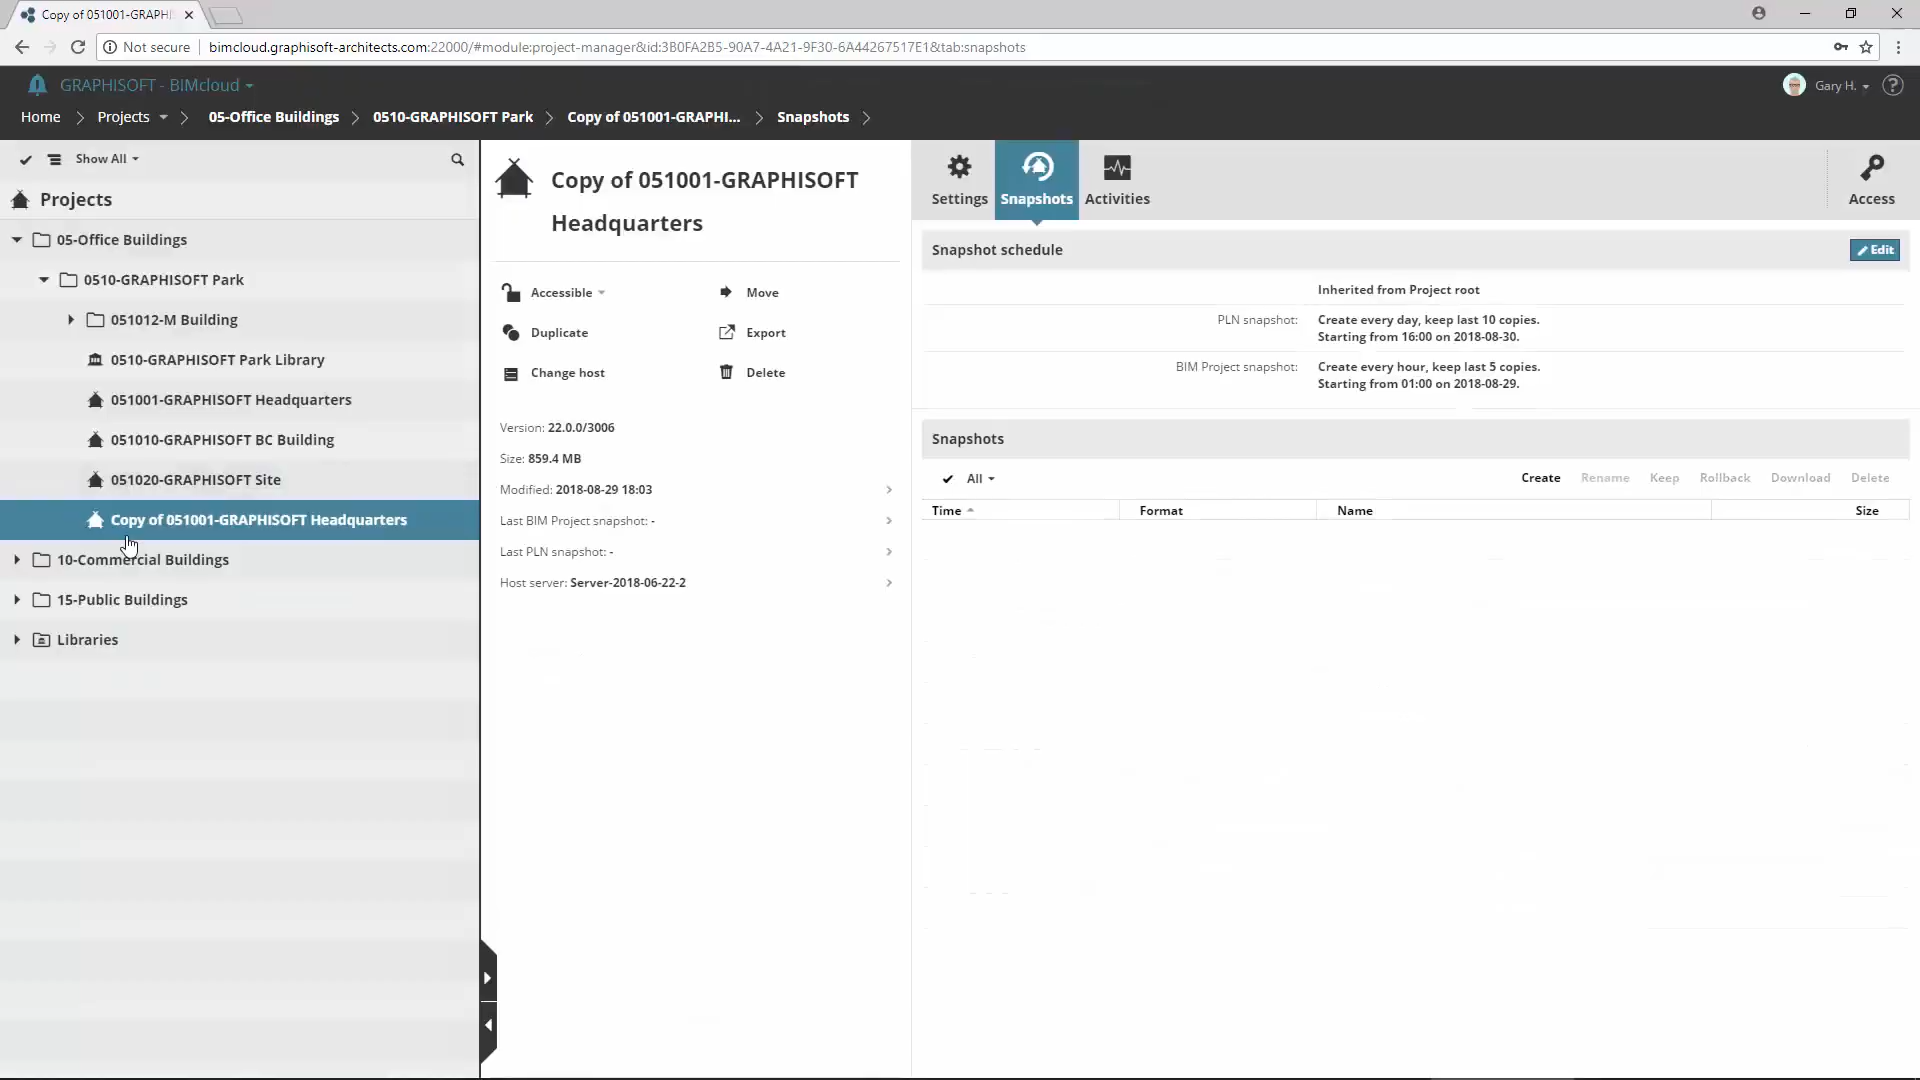 Copy of 051001-GRAPHI
Not secure
bimcloud.graphisoft-architects.com:22000/#module:project-manager&id:3B0FA2B5-90A7-4A21-9F30-6A44267517E1&tab:snapshots
GRAPHISOFT - BIMcloud
Gary H.
?
Home
Projects
05-Office Buildings
0510-GRAPHISOFT Park
Copy of 051001-GRAPHI...
Snapshots
Show All
Projects
05-Office Buildings
0510-GRAPHISOFT Park
051012-M Building
0510-GRAPHISOFT Park Library
051001-GRAPHISOFT Headquarters
051010-GRAPHISOFT BC Building
051020-GRAPHISOFT Site
Copy of 051001-GRAPHISOFT Headquarters
10-Commercial Buildings
15-Public Buildings
Libraries
Copy of 051001-GRAPHISOFT
Headquarters
Accessible
Move
Duplicate
Export
Change host
Delete
Version: 22.0.0/3006
Size: 859.4 MB
Modified: 2018-08-29 18:03
Last BIM Project snapshot: -
Last PLN snapshot: -
Host server: Server-2018-06-22-2
Settings
Snapshots
Activities
Access
Snapshot schedule
Edit
Inherited from Project root
PLN snapshot:
Create every day, keep last 10 copies.
Starting from 16:00 on 2018-08-30.
BIM Project snapshot:
Create every hour, keep last 5 copies.
Starting from 01:00 on 2018-08-29.
Snapshots
All
Create
Rename
Keep
Rollback
Download
Delete
Time
Format
Name
Size